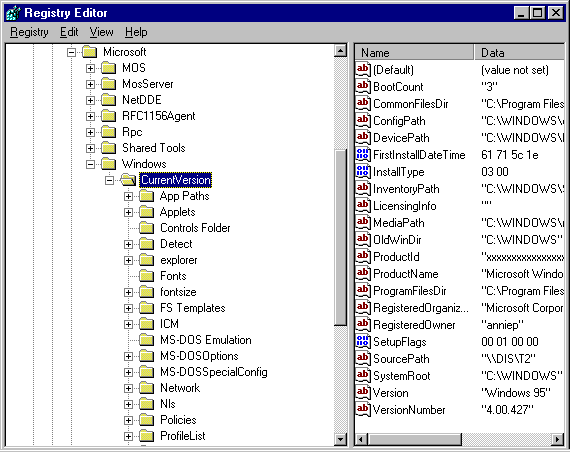 Registry Editor
Registry Edit View Help
Microsoft
MOS
MosServer
NetDDE
RFC1156Agent
Rpc
Shared Tools
Windows
CurrentVersion
App Paths
Applets
Controls Folder
Detect
explorer
Fonts
fontsize
FS Templates
ICM
MS-DOS Emulation
MS-DOSOptions
MS-DOSSpecialConfig
Network
Nls
Policies
ProfileList
Name Data
(Default) (value not set)
BootCount "3"
CommonFilesDir "C:\Program Files
ConfigPath "C:\WINDOWS\
DevicePath "C:\WINDOWS\
FirstInstallDateTime 61 71 5c 1e
InstallType 03 00
InventoryPath "C:\WINDOWS\
LicensingInfo ""
MediaPath "C:\WINDOWS\
OldWinDir "C:\WINDOWS"
ProductId "xxxxxxxxxxxxxx
ProductName "Microsoft Windo
ProgramFilesDir "C:\Program Files
RegisteredOrganiz... "Microsoft Corpor
RegisteredOwner "anniep"
SetupFlags 00 01 00 00
SourcePath "\\DIS\T2"
SystemRoot "C:\WINDOWS"
Version "Windows 95"
VersionNumber "4.00.427"